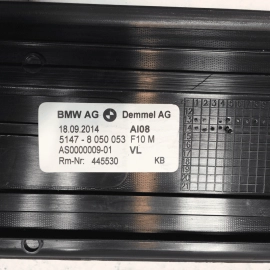 BMW AG Demmel AG
18.09.2014 AI08
5147 - 8 050 053 F10 M
AS0000009-01 VL
Rm-Nr: 445530 KB